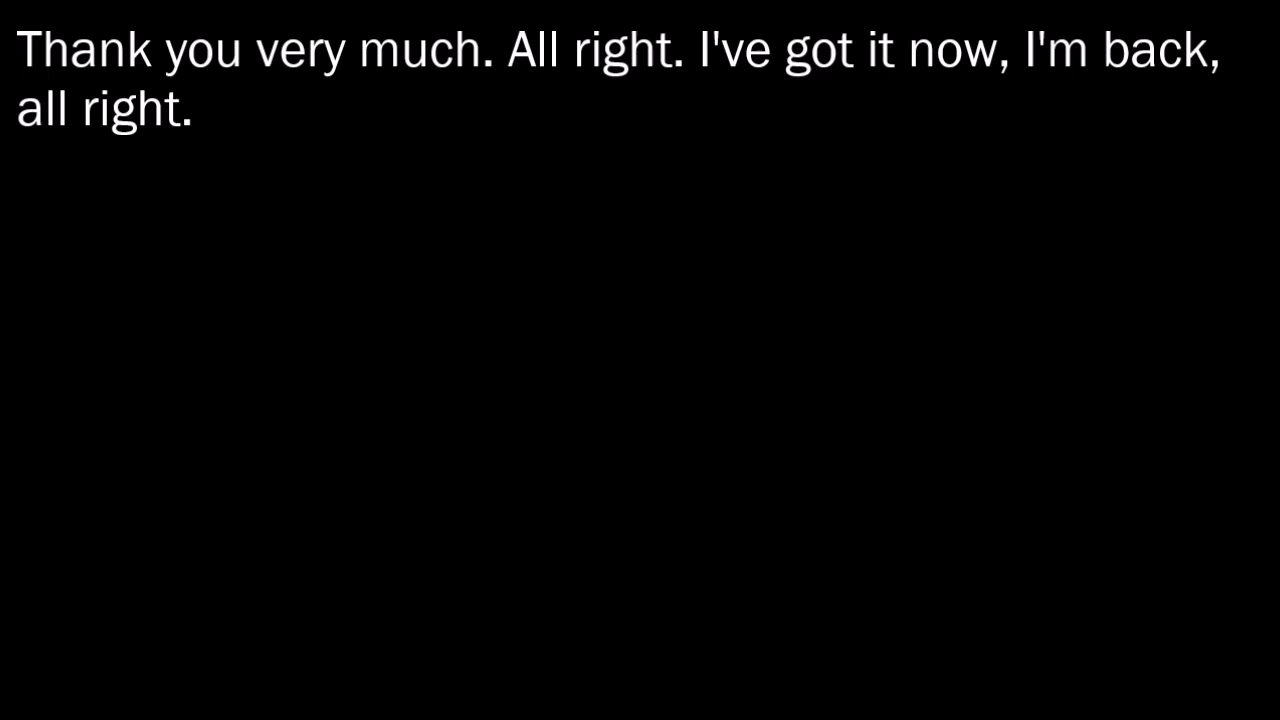 Thank you very much. All right. I've got it now, I'm back,
all right.